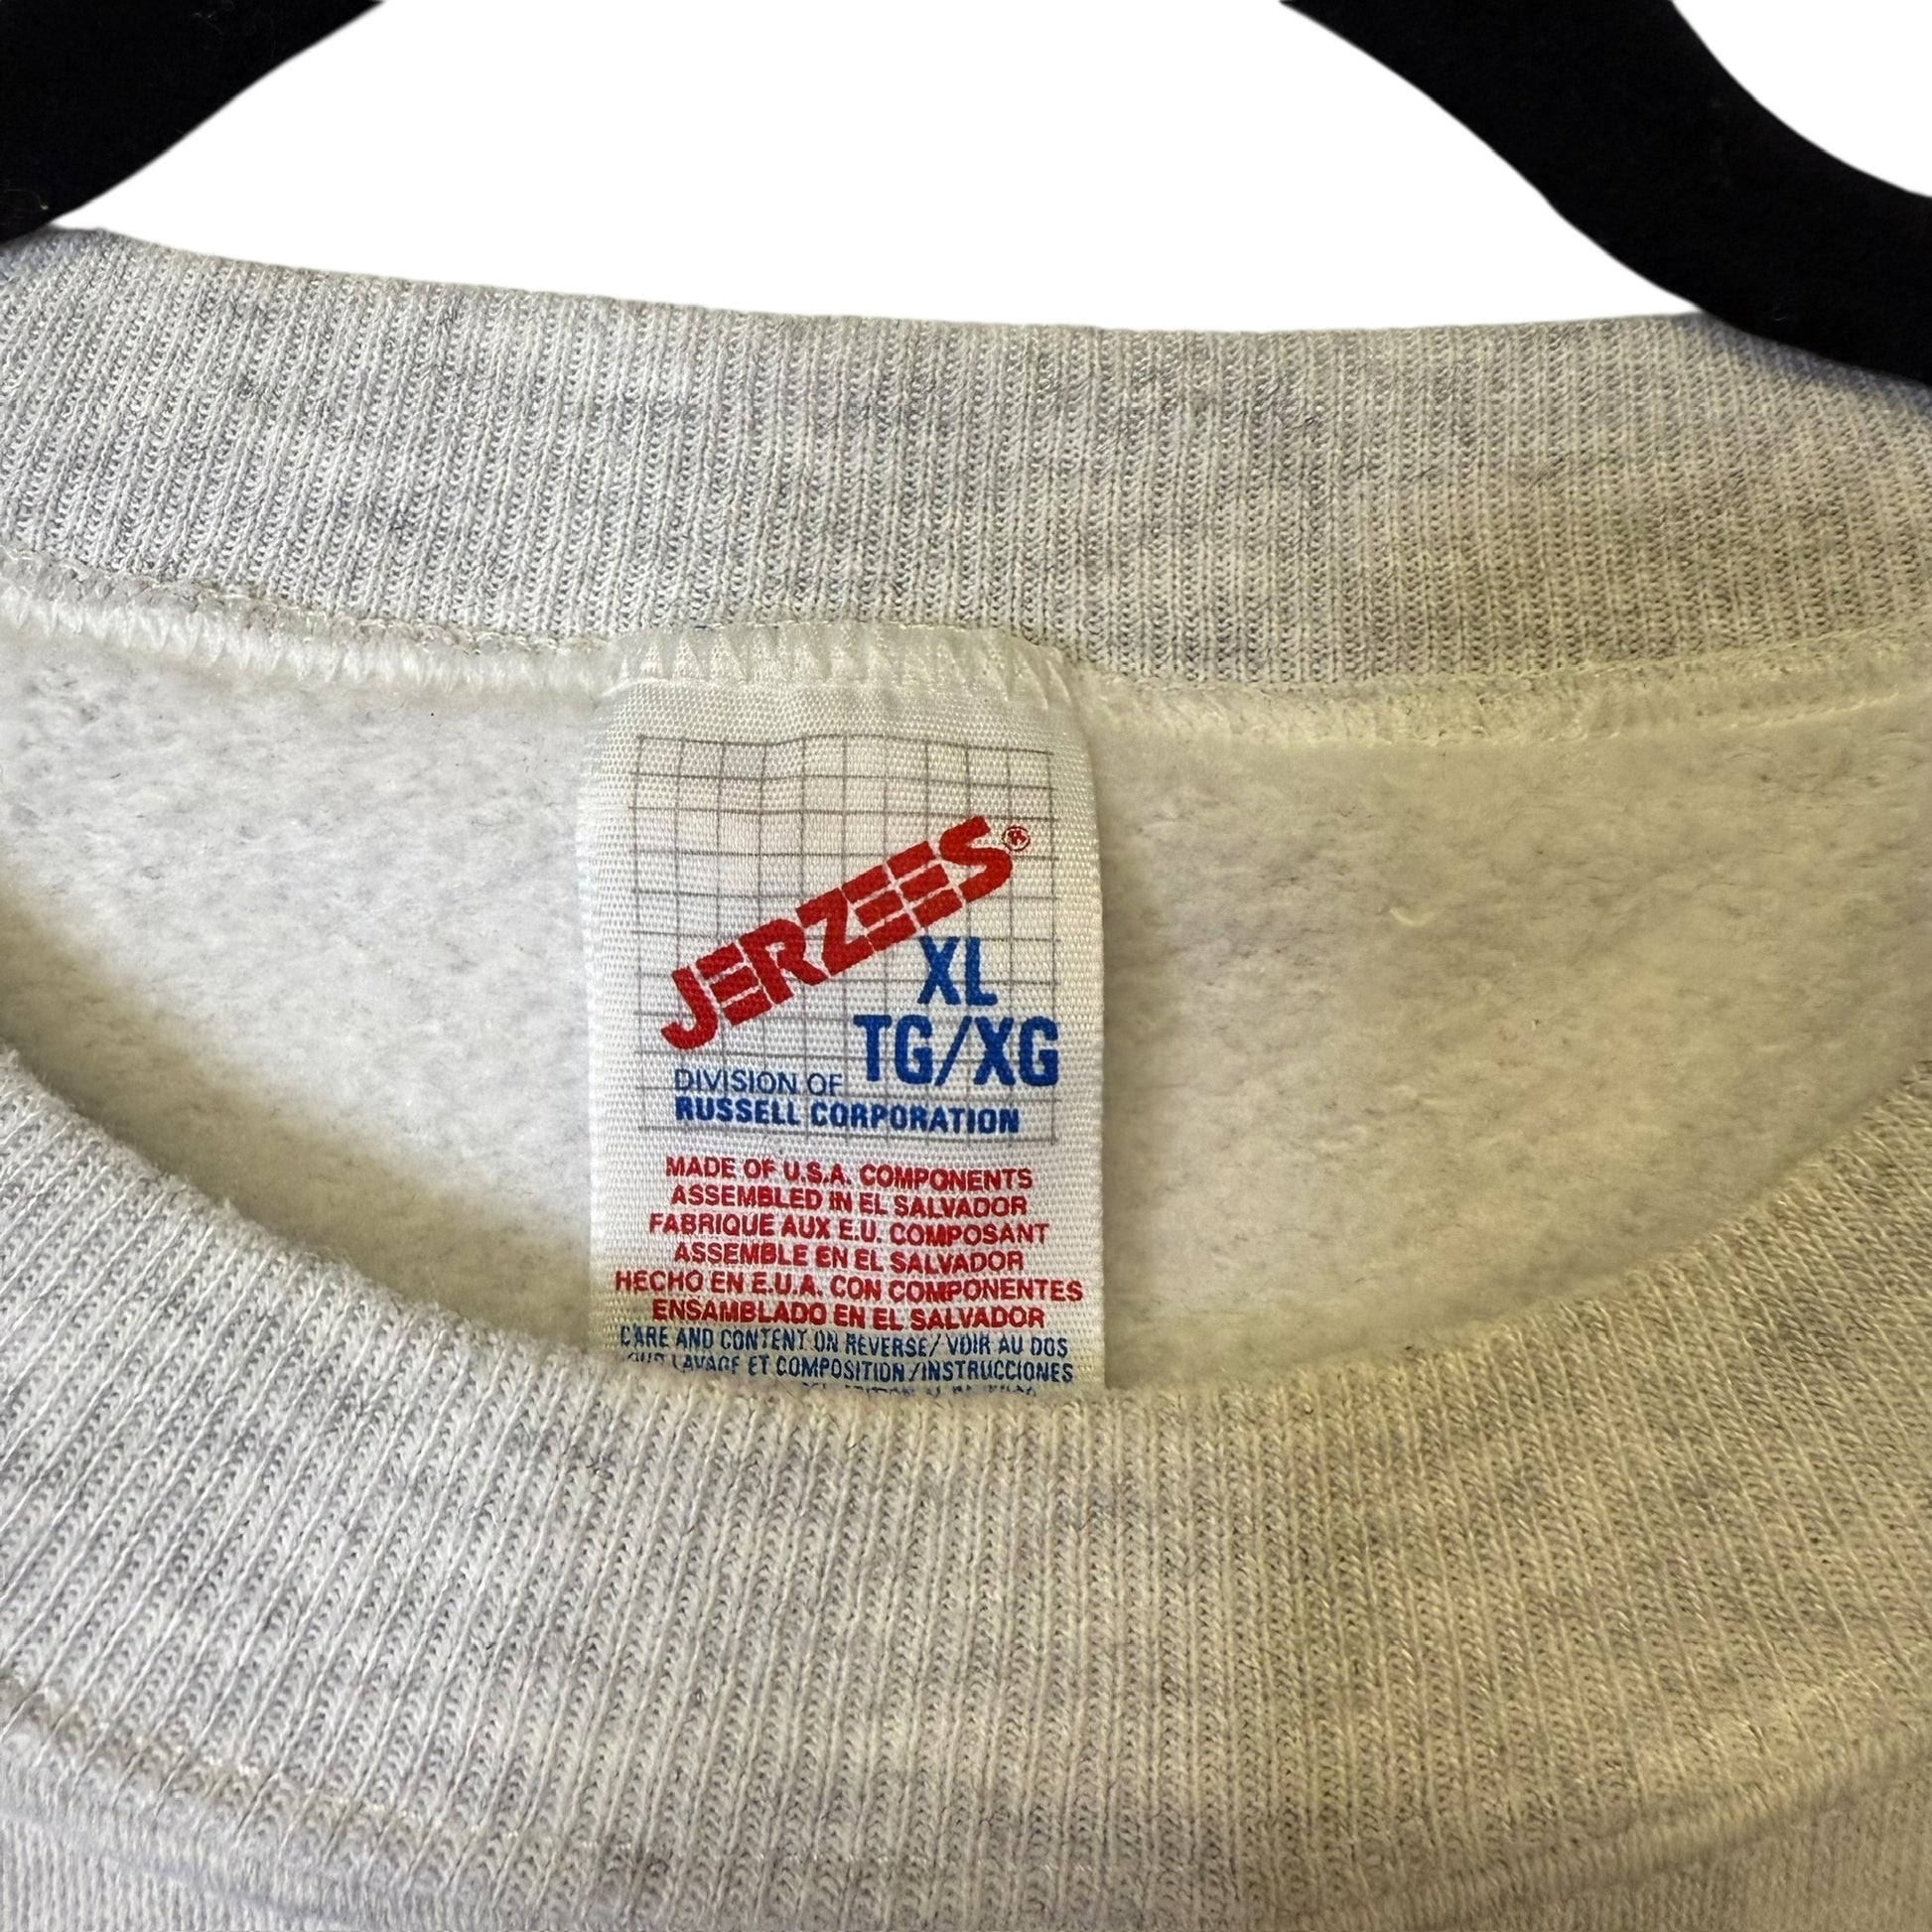 JERZEES®
XL
TG/XG
DIVISION OF
RUSSELL CORPORATION
MADE OF U.S.A. COMPONENTS
ASSEMBLED IN EL SALVADOR
FABRIQUE AUX E.U. COMPOSANT
ASSEMBLE EN EL SALVADOR
HECHO EN E.U.A. CON COMPONENTES
ENSAMBLADO EN EL SALVADOR
CARE AND CONTENT ON REVERSE/ VOIR AU DOS
LAVAGE ET COMPOSITION /INSTRUCCIONES